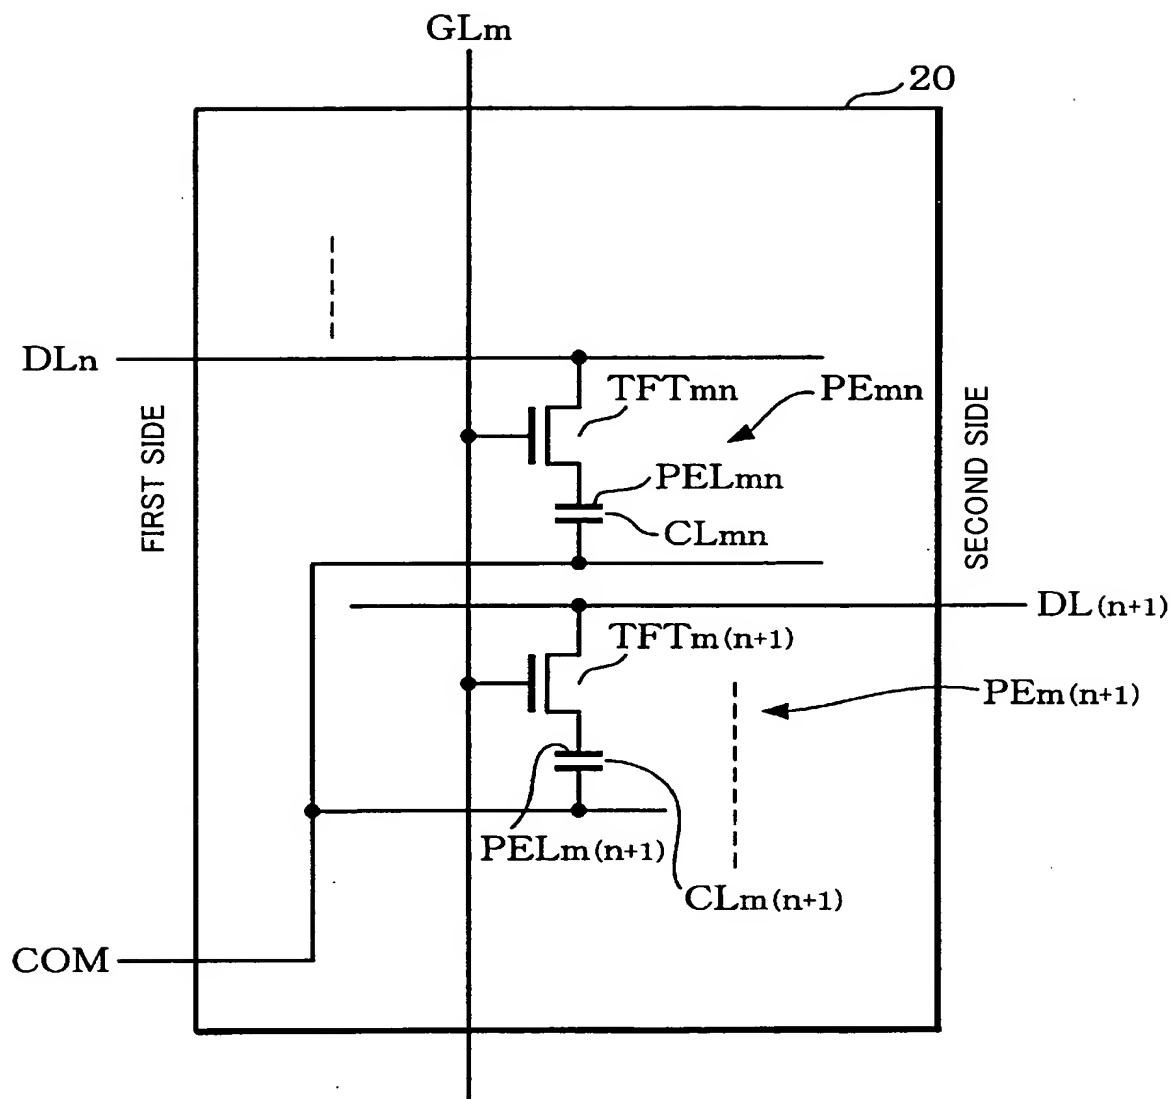 GLm
20
DLn
TFTmn
PEmn
FIRST SIDE
SECOND SIDE
PELmn
CLmn
DL(n+1)
TFTm(n+1)
PEm(n+1)
PELm(n+1)
CLm(n+1)
COM